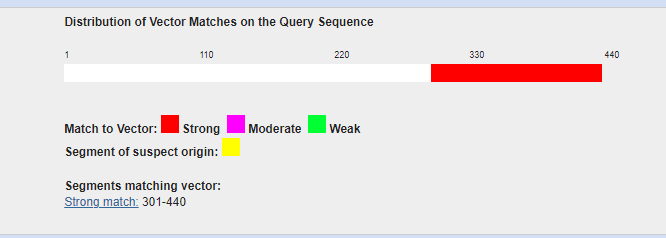 Distribution of Vector Matches on the Query Sequence
1 110 220 330 440
Match to Vector: Strong Moderate Weak
Segment of suspect origin:
Segments matching vector:
Strong match: 301-440